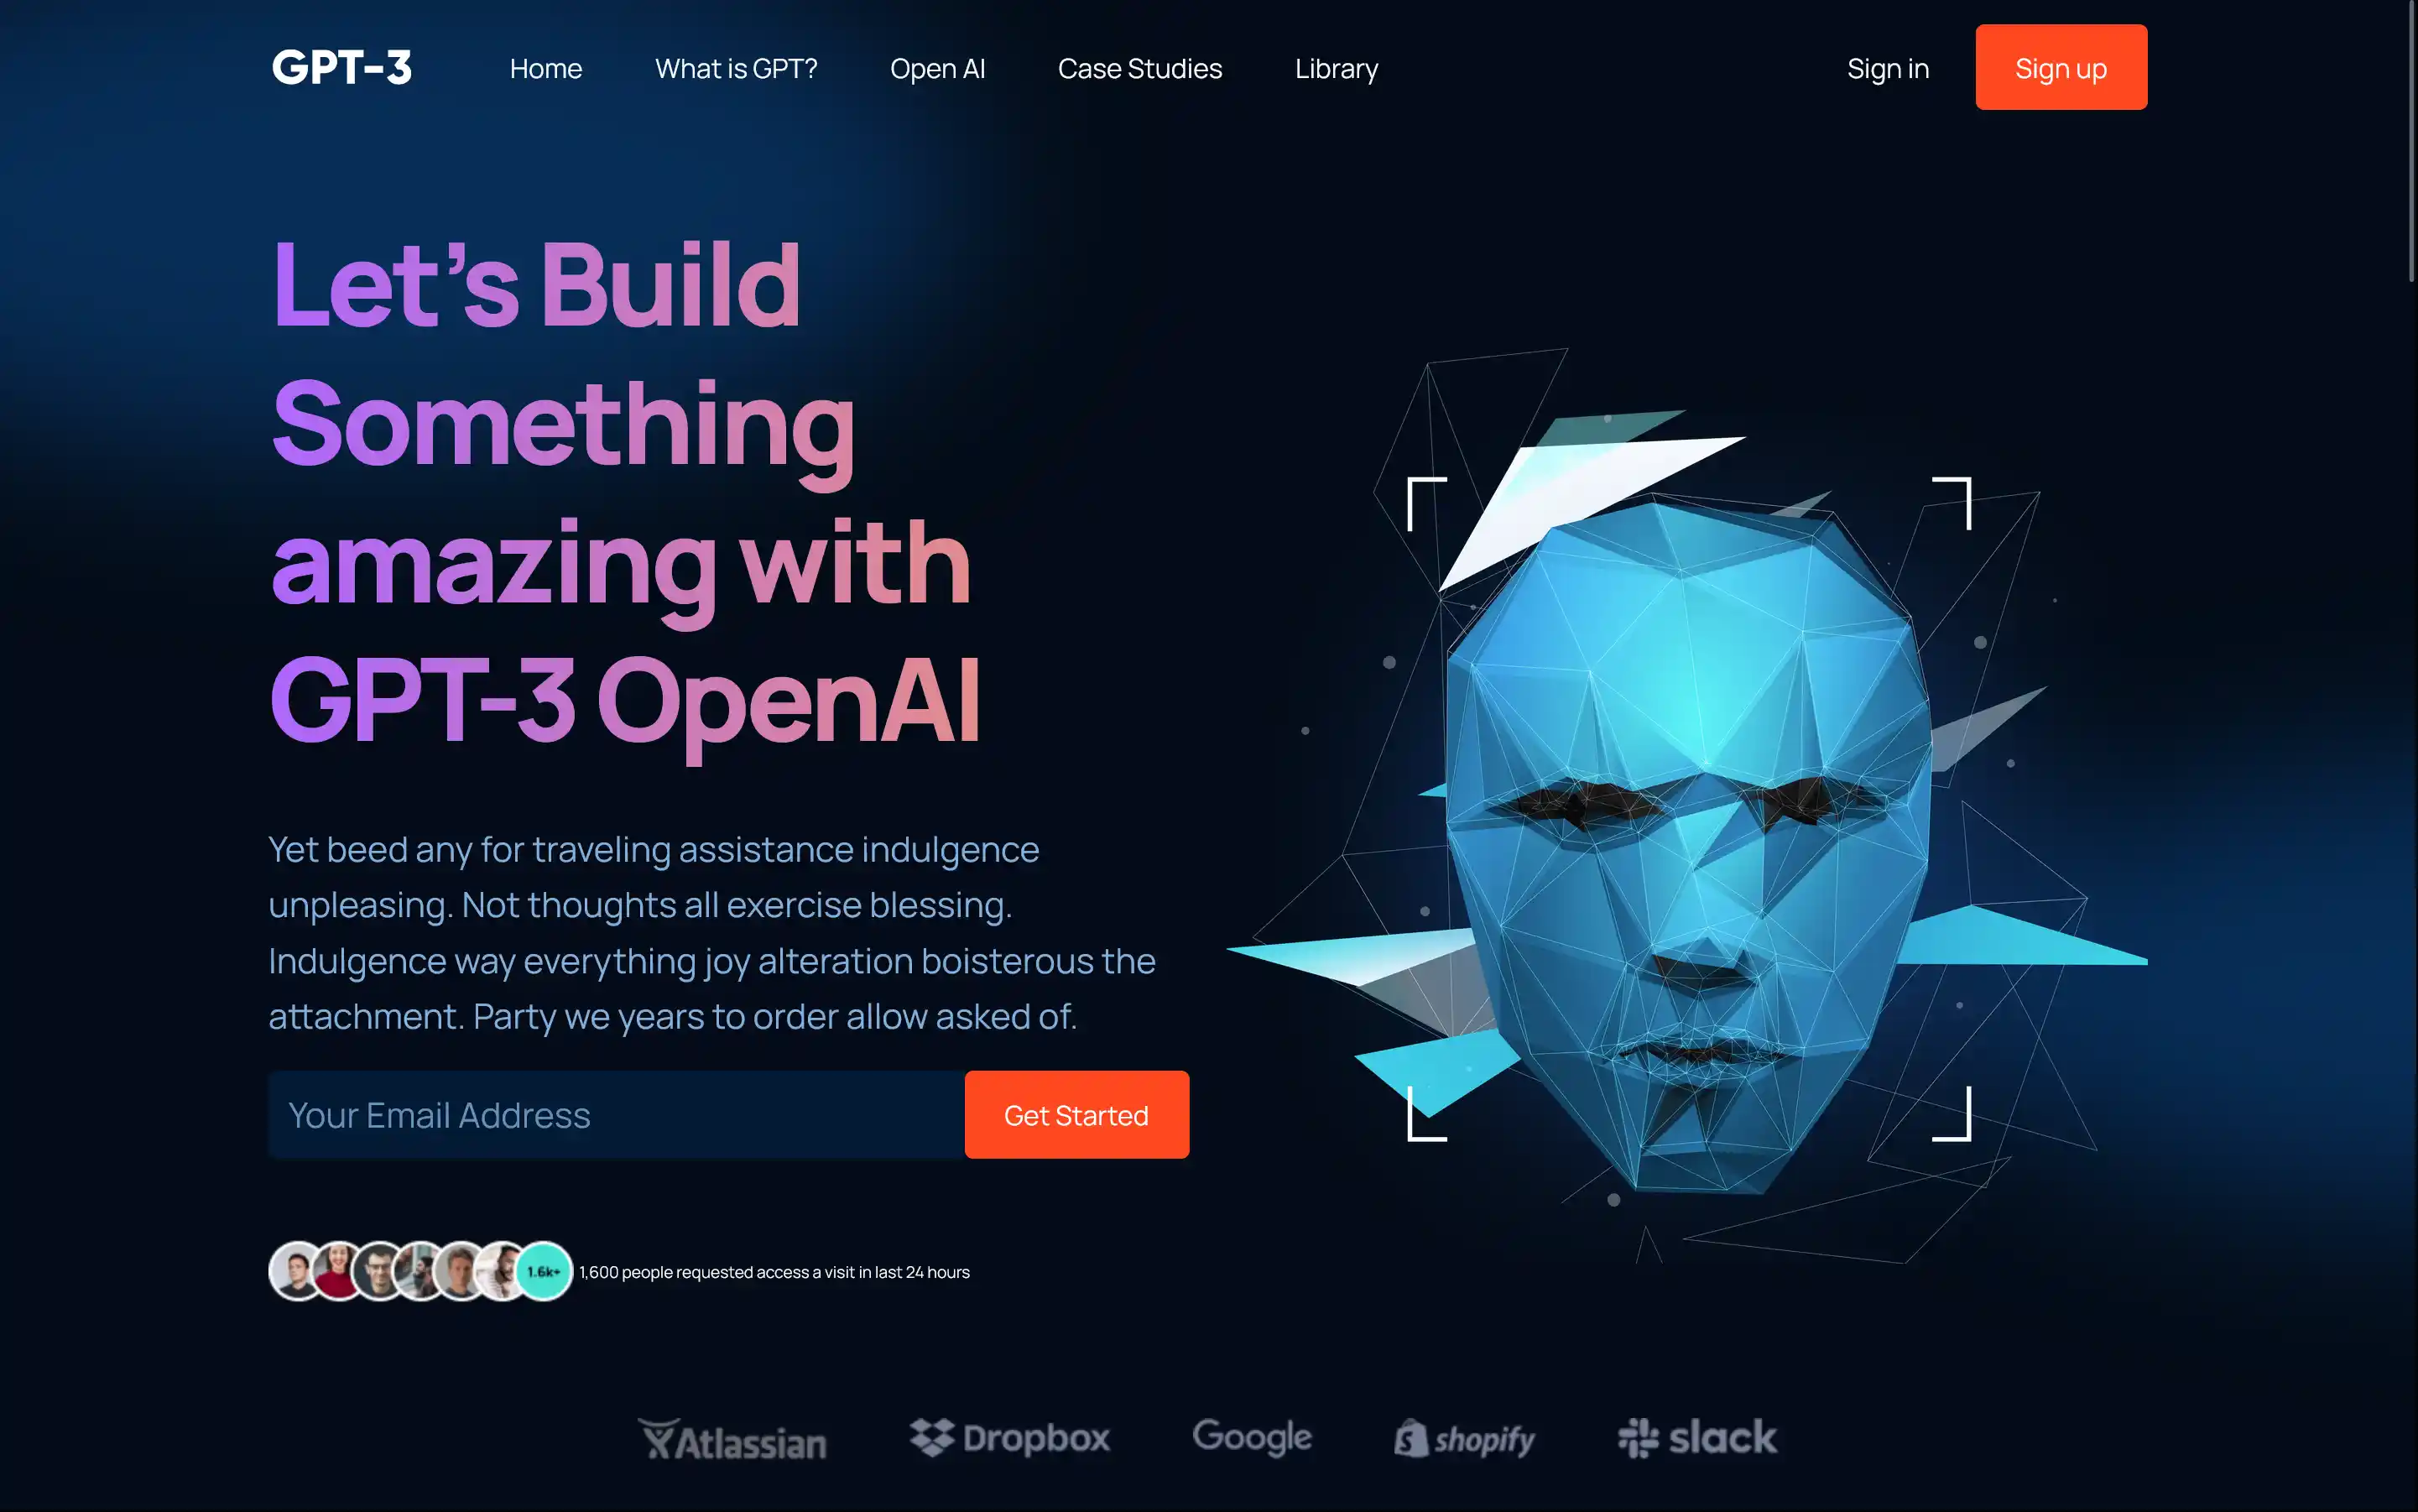 GPT-3
Home
What is GPT?
Open AI
Case Studies
Library
Sign in
Sign up
Let’s Build
Something
amazing with
GPT-3 OpenAI
Yet beed any for traveling assistance indulgence
unpleasing. Not thoughts all exercise blessing.
Indulgence way everything joy alteration boisterous the
attachment. Party we years to order allow asked of.
Your Email Address
Get Started
1.6k+
1,600 people requested access a visit in last 24 hours
Atlassian
Dropbox
Google
shopify
slack